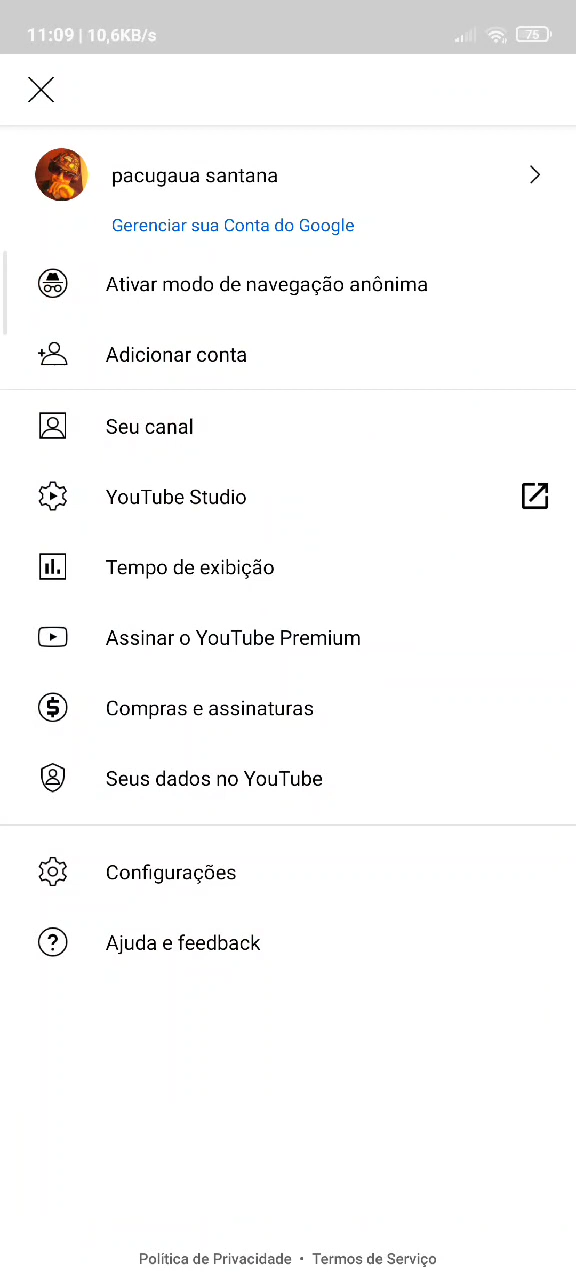 11:09 | 10,6KB/s
75
pacugaua santana
Gerenciar sua Conta do Google
Ativar modo de navegação anônima
Adicionar conta
Seu canal
YouTube Studio
Tempo de exibição
Assinar o YouTube Premium
Compras e assinaturas
Seus dados no YouTube
Configurações
Ajuda e feedback
Política de Privacidade • Termos de Serviço